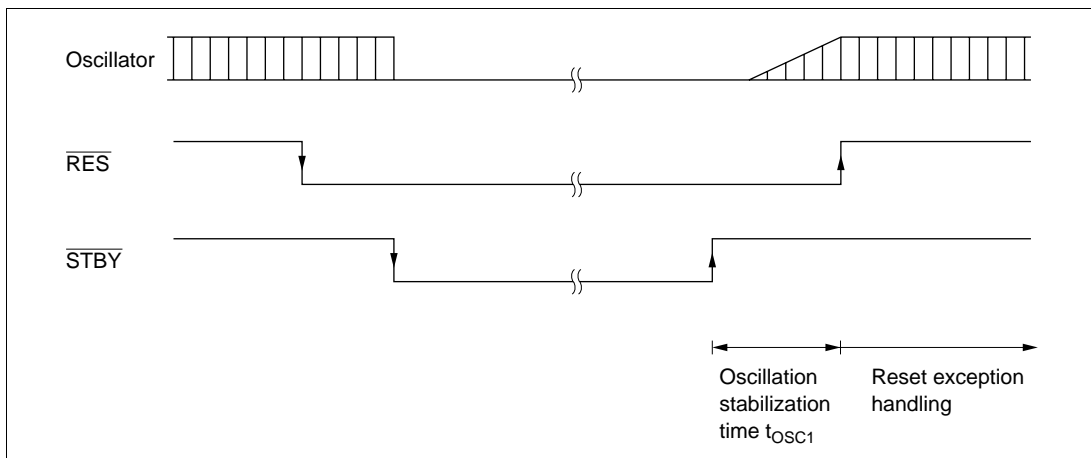 Oscillator
RES
STBY
Oscillation
stabilization
time tOSC1
Reset exception
handling